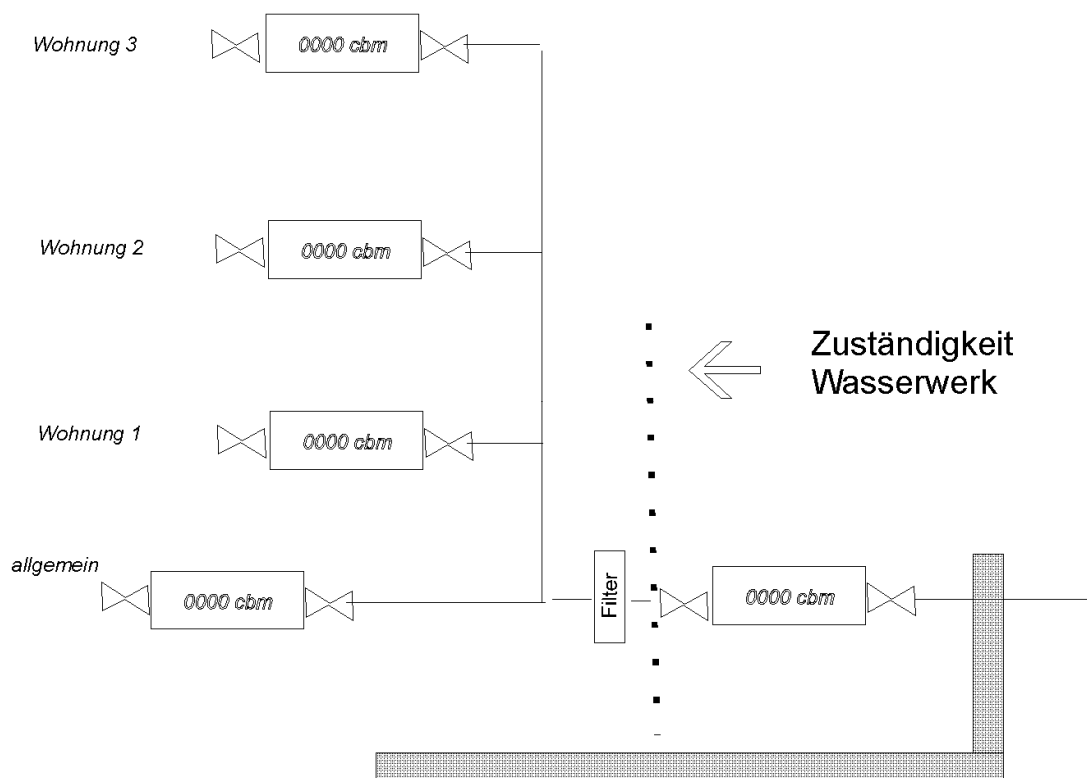 Wohnung 3
0000 cbm
Wohnung 2
0000 cbm
Zuständigkeit
Wasserwerk
Wohnung 1
0000 cbm
allgemein
0000 cbm
Filter
0000 cbm